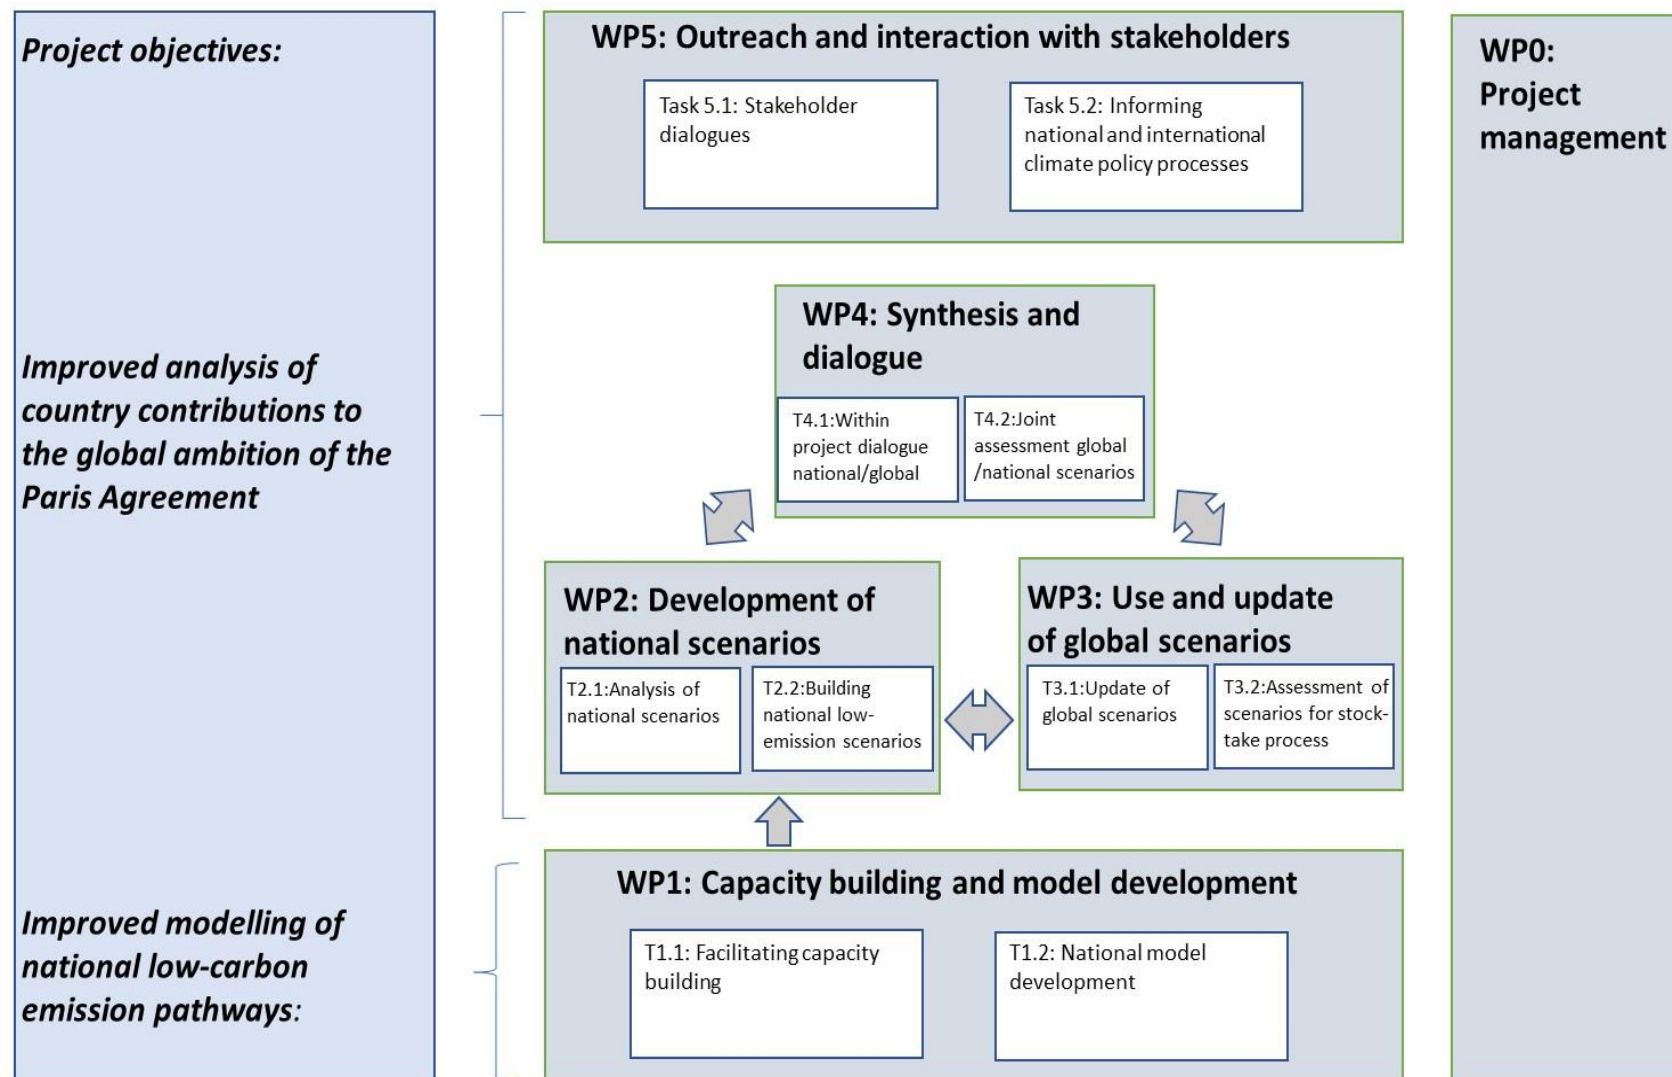 Project objectives:
Improved analysis of
country contributions to
the global ambition of the
Paris Agreement
Improved modelling of
national low-carbon
emission pathways:
WP5: Outreach and interaction with stakeholders
Task 5.1: Stakeholder
dialogues
Task 5.2: Informing
national and international
climate policy processes
WP4: Synthesis and
dialogue
T4.1:Within
project dialogue
national/global
T4.2:Joint
assessment global
/national scenarios
WP2: Development of
national scenarios
T2.1:Analysis of
national scenarios
T2.2:Building
national low-
emission scenarios
WP3: Use and update
of global scenarios
T3.1:Update of
global scenarios
T3.2:Assessment of
scenarios for stock-
take process
WP1: Capacity building and model development
T1.1: Facilitating capacity
building
T1.2: National model
development
WP0:
Project
management